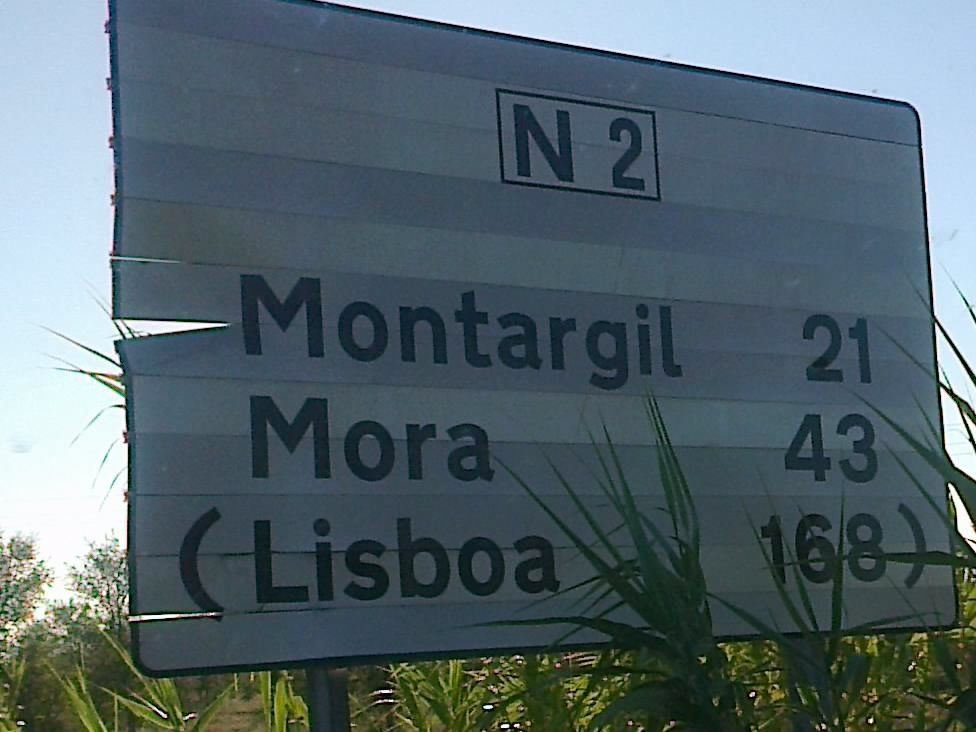 N 2
Montargil 21
Mora 43
(Lisboa 168)